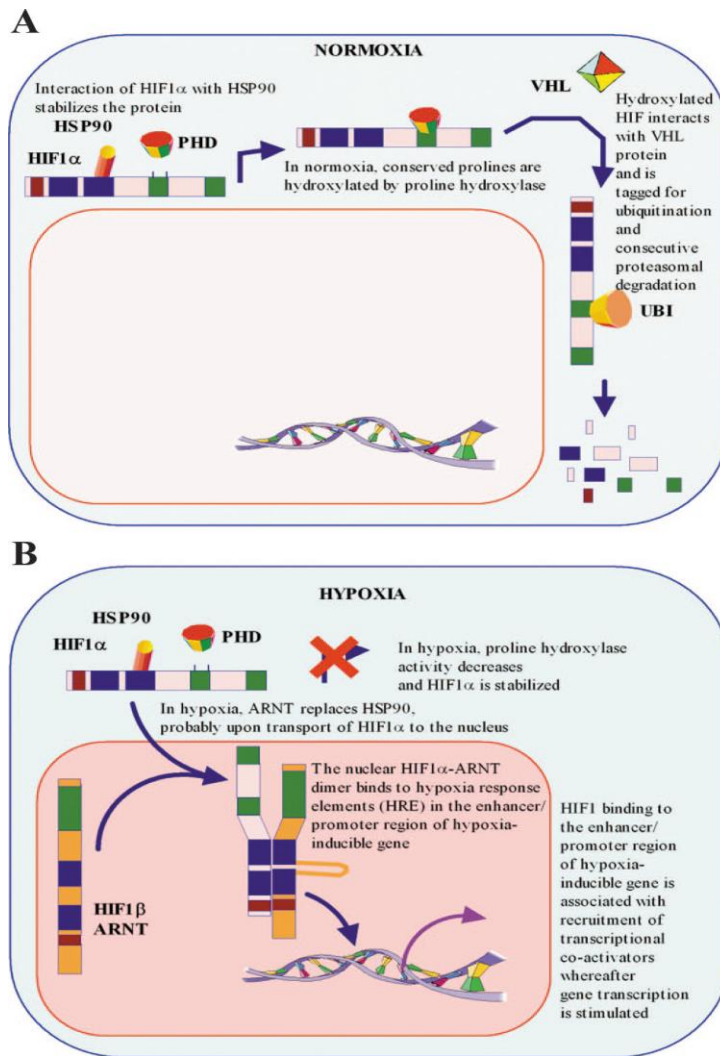 A
NORMOXIA
Interaction of HIF1α with HSP90
stabilizes the protein
HSP90
HIF1α
PHD
In normoxia, conserved prolines are
hydroxylated by proline hydroxylase
VHL
Hydroxylated
HIF interacts
with VHL
protein
and is
tagged for
ubiquitination
and
consecutive
proteasomal
degradation
UBI
B
HYPOXIA
HSP90
HIF1α
PHD
In hypoxia, proline hydroxylase
activity decreases
and HIF1α is stabilized
In hypoxia, ARNT replaces HSP90,
probably upon transport of HIF1α to the nucleus
The nuclear HIF1α-ARNT
dimer binds to hypoxia response
elements (HRE) in the enhancer/
promoter region of hypoxia-
inducible gene
HIF1β
ARNT
HIF1 binding to
the enhancer/
promoter region
of hypoxia-
inducible gene is
associated with
recruitment of
transcriptional
co-activators
whereafter
gene transcription
is stimulated